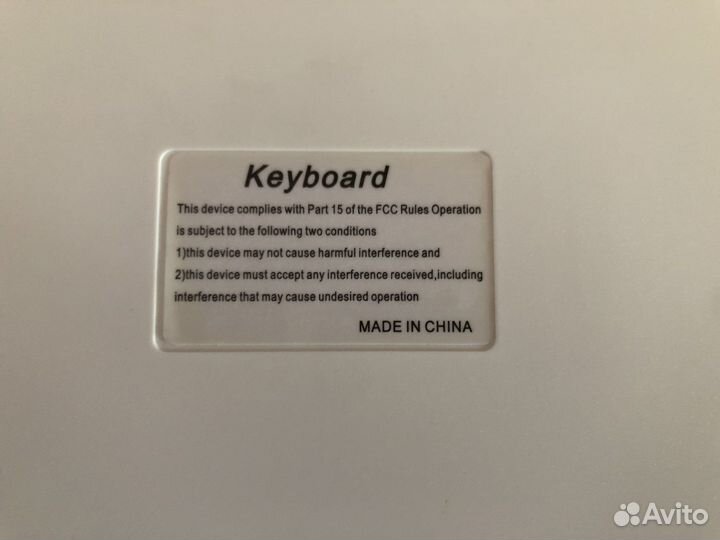 Keyboard
This device complies with Part 15 of the FCC Rules Operation
is subject to the following two conditions
1)this device may not cause harmful interference and
2)this device must accept any interference received,including
interference that may cause undesired operation
MADE IN CHINA
Avito